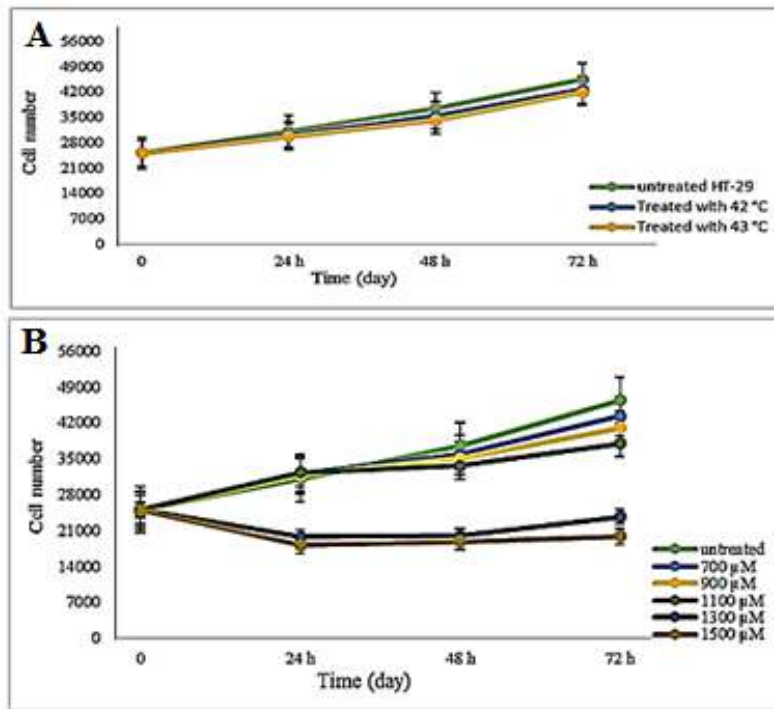 A
56000
49000
42000
35000
28000
21000
14000
7000
0
Cell number
0 24 h 48 h 72 h
Time (day)
untreated HT-29
Treated with 42 °C
Treated with 43 °C
B
56000
49000
42000
35000
28000
21000
14000
7000
0
Cell number
0 24 h 48 h 72 h
Time (day)
untreated
700 µM
900 µM
1100 µM
1300 µM
1500 µM